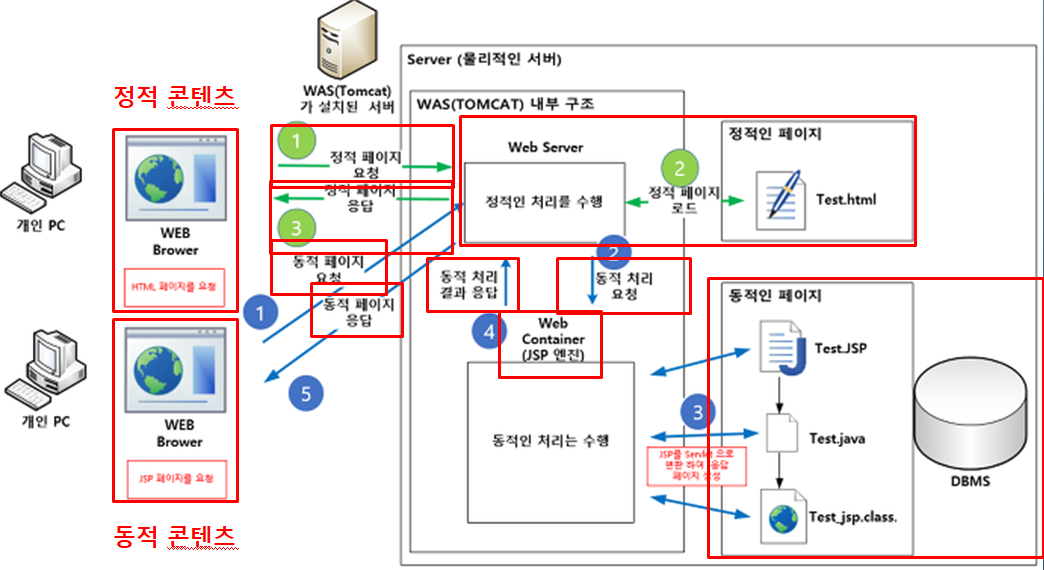 WAS(Tomcat)
가 설치된 서버
Server (물리적인 서버)
WAS(TOMCAT) 내부 구조
정적 콘텐츠
개인 PC
WEB
Brower
HTML 페이지를 요청
1
정적 페이지
요청
정적 페이지
응답
3
Web Server
정적인 처리를 수행
2
정적 페이지
로드
정적인 페이지
Test.html
동적 페이지
요청
동적 페이지
응답
1
5
동적 처리
결과 응답
4
2
동적 처리
요청
Web
Container
(JSP 엔진)
동적인 처리는 수행
3
JSP를 Servlet 으로
하여 응답
페이지
동적인 페이지
Test.JSP
Test.java
Test_jsp.class.
DBMS
개인 PC
WEB
Brower
JSP 페이지를 요청
동적 콘텐츠